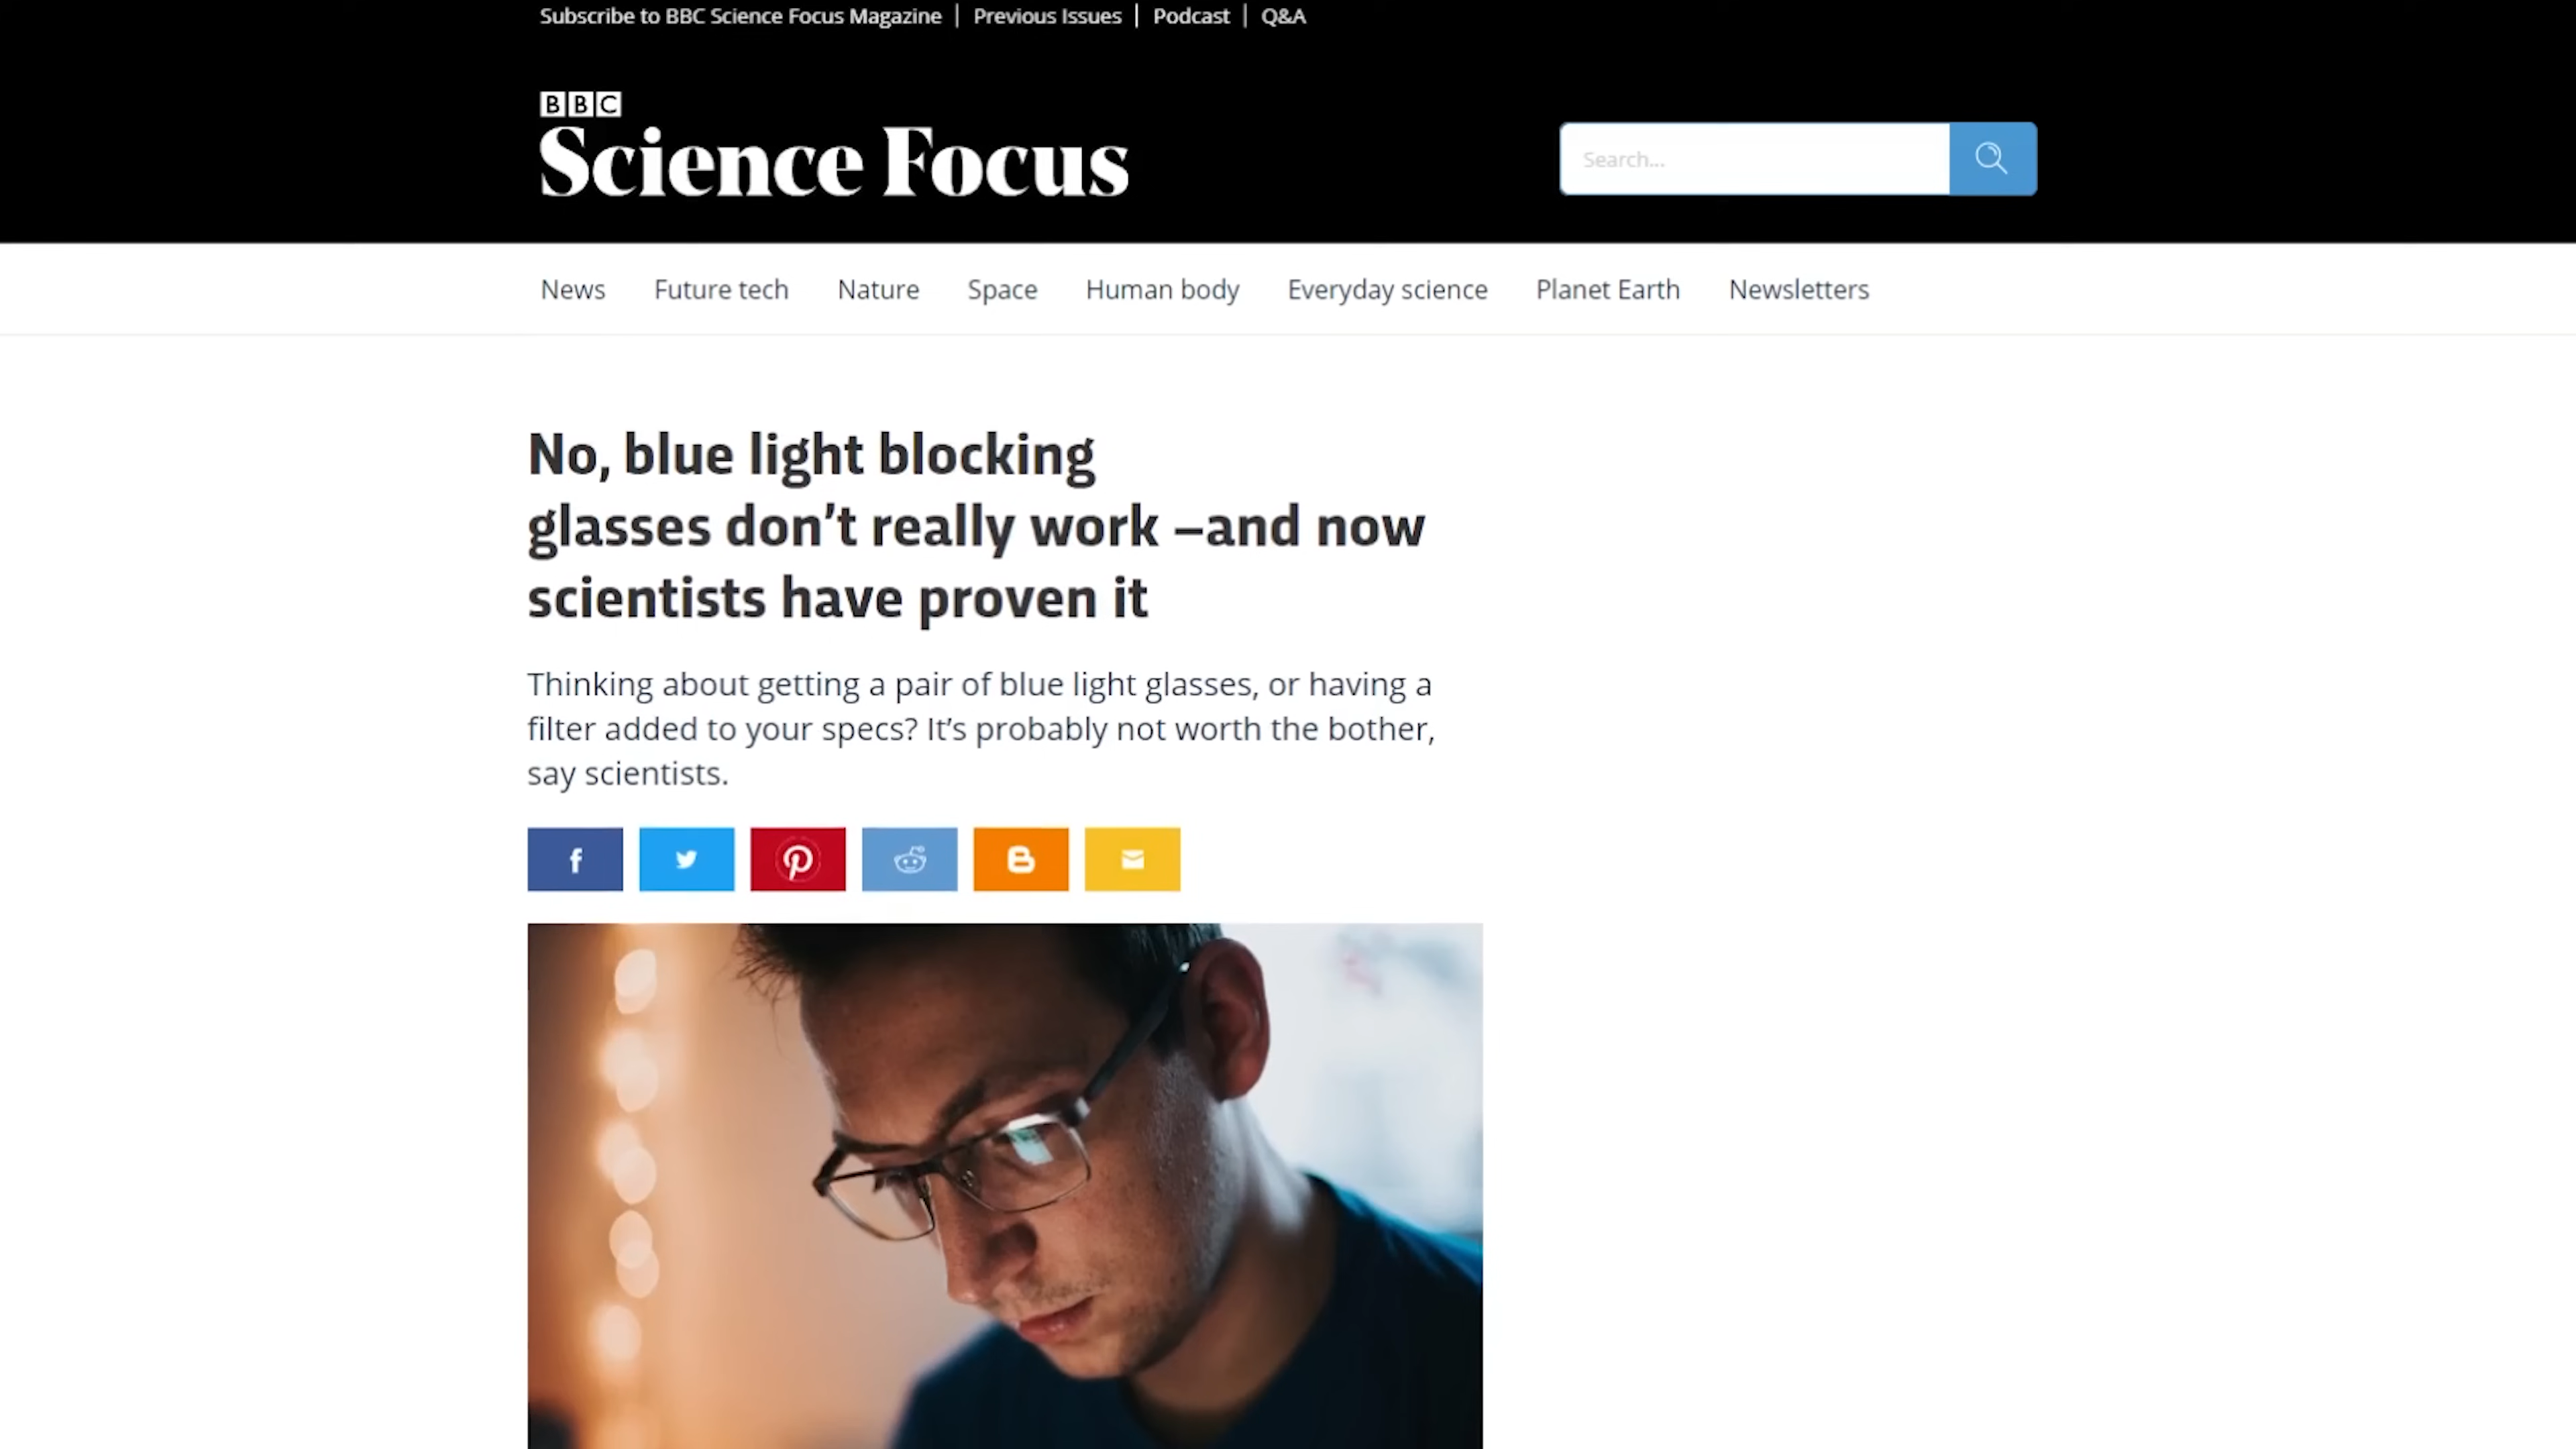 Subscribe to BBC Science Focus Magazine | Previous Issues | Podcast | Q&A
BBC
Science Focus
Search...
News Future tech Nature Space Human body Everyday science Planet Earth Newsletters
No, blue light blocking
glasses don’t really work –and now
scientists have proven it
Thinking about getting a pair of blue light glasses, or having a
filter added to your specs? It’s probably not worth the bother,
say scientists.